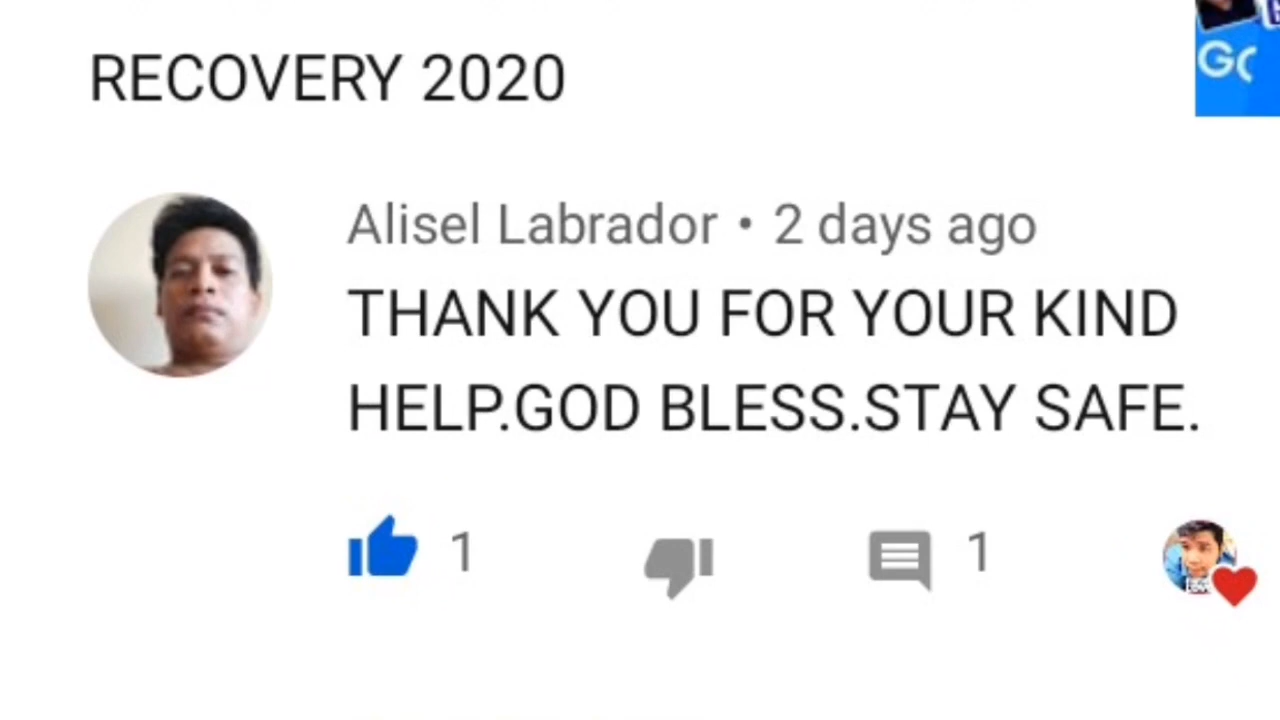 RECOVERY 2020
Alisel Labrador • 2 days ago
THANK YOU FOR YOUR KIND
HELP.GOD BLESS.STAY SAFE.
1
1